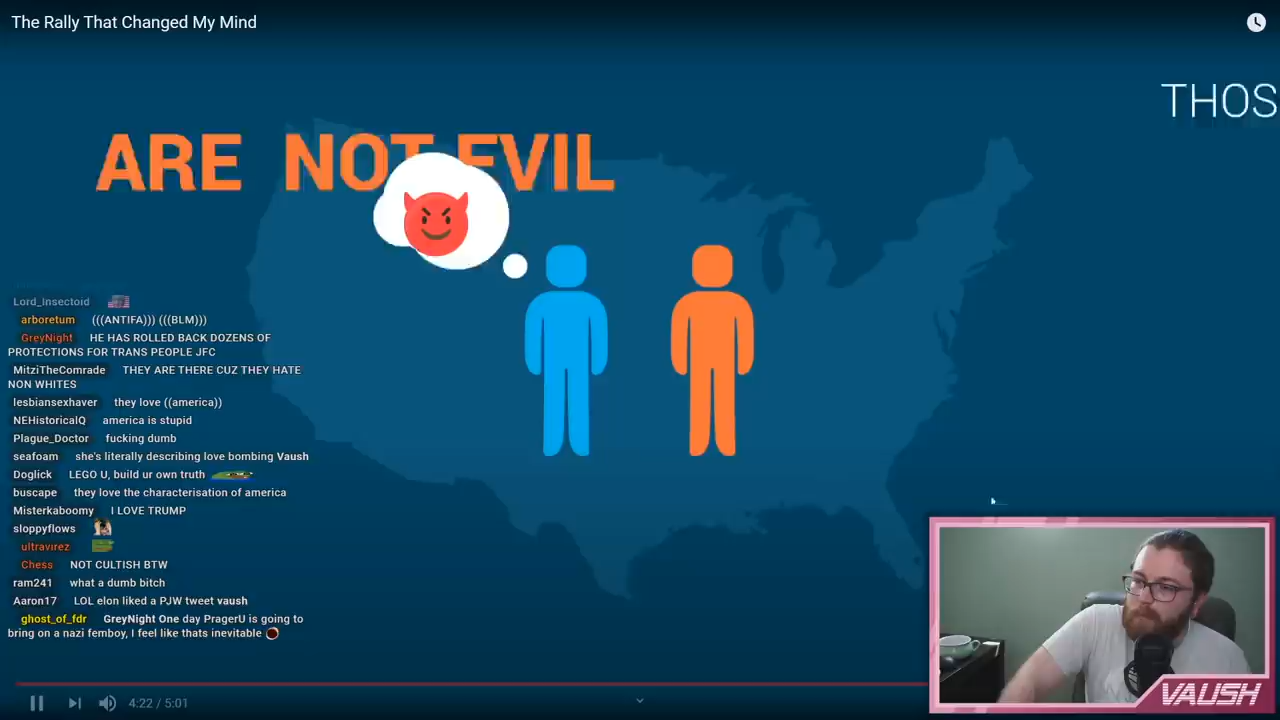 The Rally That Changed My Mind
THOS
ARE NOT EVIL
Lord_Insectoid
arboretum (((ANTIFA))) (((BLM)))
GreyNight HE HAS ROLLED BACK DOZENS OF
PROTECTIONS FOR TRANS PEOPLE JFC
MitziTheComrade THEY ARE THERE CUZ THEY HATE
NON WHITES
lesbiansexhaver they love ((america))
NEHistoricalQ america is stupid
Plague_Doctor fucking dumb
seafoam she's literally describing love bombing Vaush
Doglick LEGO U, build ur own truth
buscape they love the characterisation of america
Misterkaboomy I LOVE TRUMP
sloppyflows
ultravirez
Chess NOT CULTISH BTW
ram241 what a dumb bitch
Aaron17 LOL elon liked a PJW tweet vaush
ghost_of_fdr GreyNight One day PragerU is going to
bring on a nazi femboy, I feel like thats inevitable
4:22 / 5:01
VAUSH